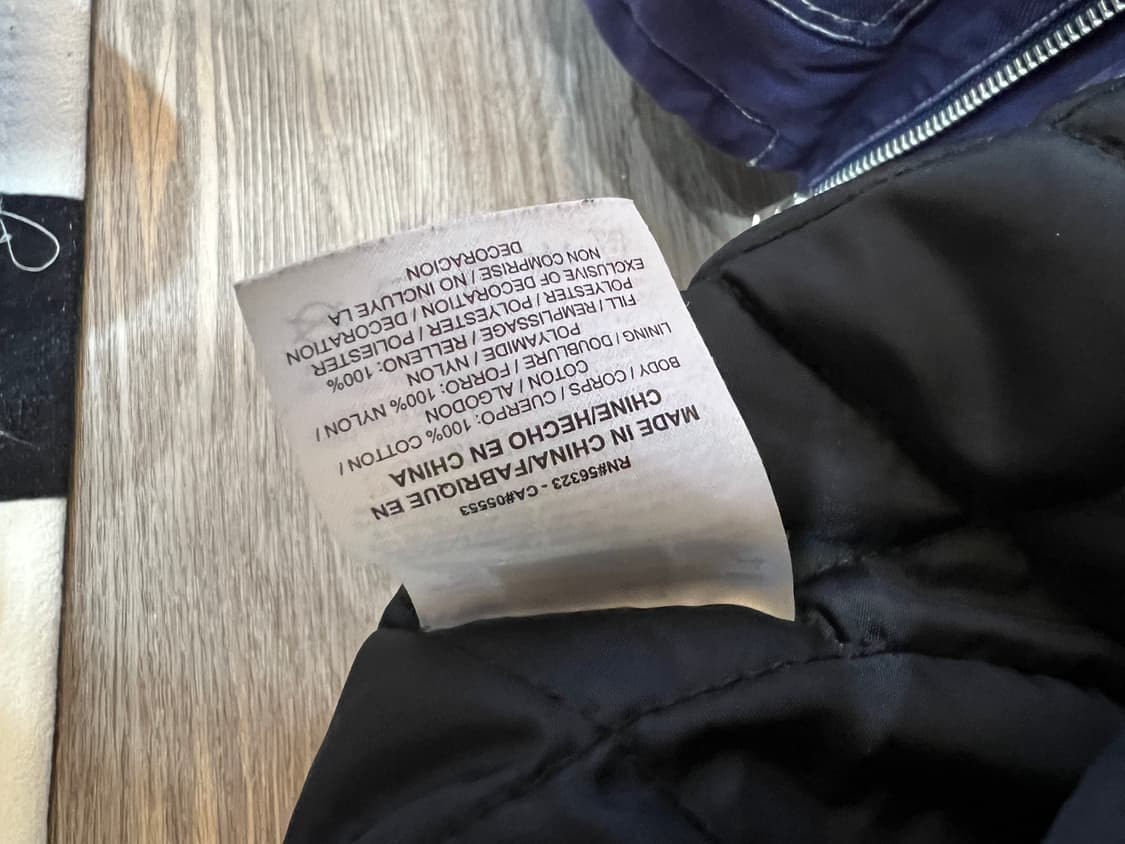 RN#56323 - CA#05553
MADE IN CHINA/FABRIQUE EN
CHINE/HECHO EN CHINA
BODY / CORPS / CUERPO: 100% COTTON /
COTON / ALGODON
LINING / DOUBLURE / FORRO: 100% NYLON /
POLYAMIDE / NYLON
FILL / REMPLISSAGE / RELLENO: 100%
POLYESTER / POLYESTER / POLIESTER
EXCLUSIVE OF DECORATION / DECORATION
NON COMPRISE / NO INCLUYE LA
DECORACION